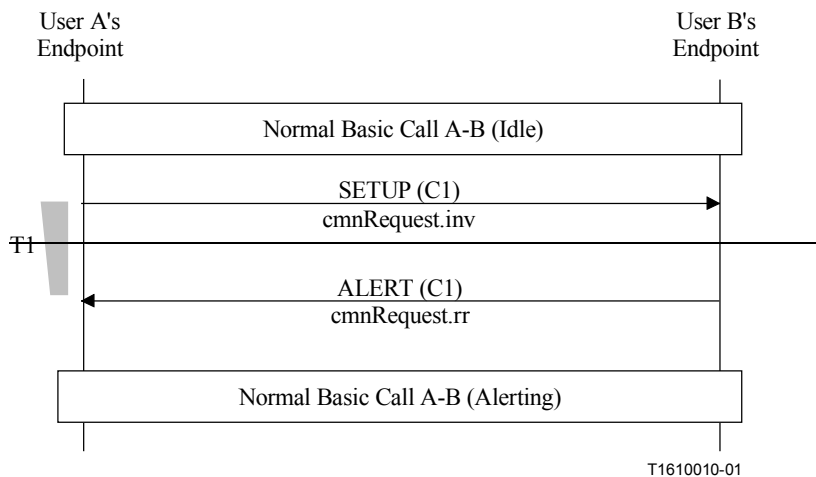 User A's
Endpoint
User B's
Endpoint
Normal Basic Call A-B (Idle)
SETUP (C1)
cmnRequest.inv
T1
ALERT (C1)
cmnRequest.rr
Normal Basic Call A-B (Alerting)
T1610010-01